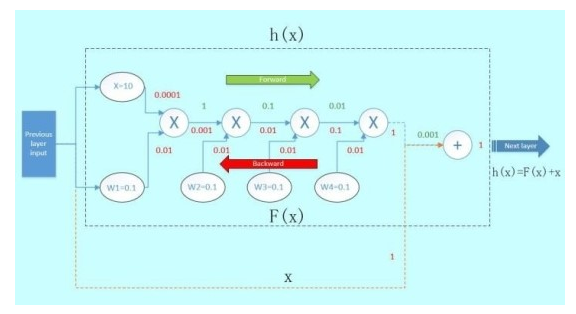 h(x)
Forward
X=10
0.0001
1
0.1
0.01
X
X
X
X
0.001
0.01
0.1
1
0.001
+
1
Next layer
Previous
layer
input
0.01
0.01
0.01
0.01
h(x)=F(x)+x
Backward
W1=0.1
W2=0.1
W3=0.1
W4=0.1
F(x)
1
x